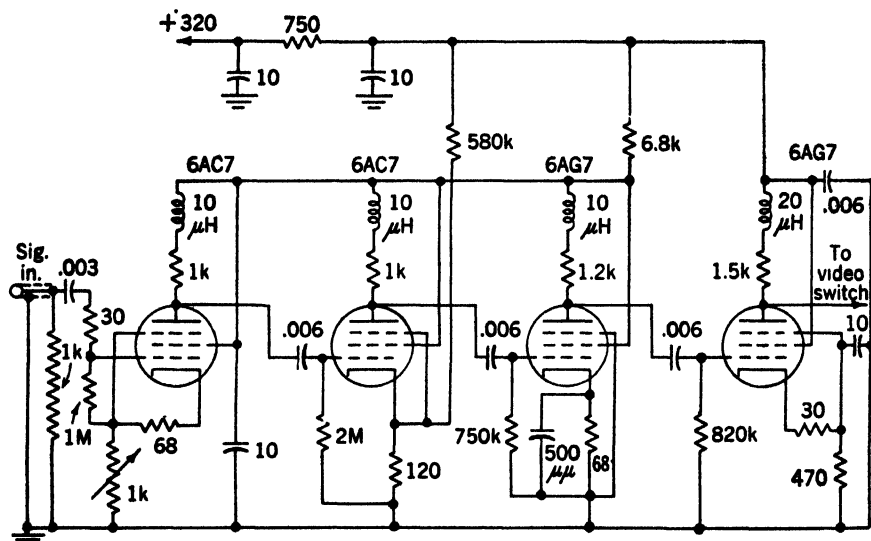 +320
750
10
10
580k
6.8k
6AC7
6AC7
6AG7
6AG7
10
μH
10
μH
10
μH
20
μH
.006
Sig.
in.
.003
1k
1k
1.2k
1.5k
To
video
switch
30
.006
.006
.006
10
1k
1M
68
10
2M
120
750k
500
μμ
68
820k
30
470
1k